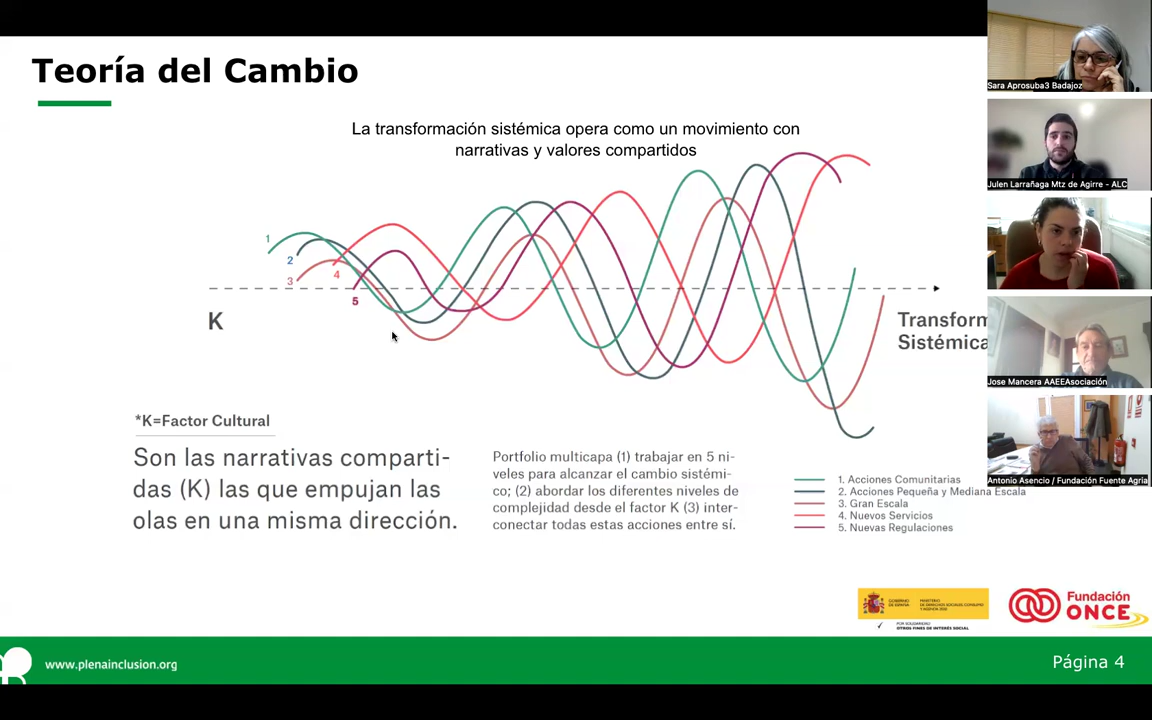 Teoría del Cambio
La transformación sistémica opera como un movimiento con
narrativas y valores compartidos
1
2
3
4
5
K
Transform
Sistémica
*K=Factor Cultural
Son las narrativas comparti-
das (K) las que empujan las
olas en una misma dirección.
Portfolio multicapa (1) trabajar en 5 ni-
veles para alcanzar el cambio sistémi-
co; (2) abordar los diferentes niveles de
complejidad desde el factor K (3) inter-
conectar todas estas acciones entre sí.
1. Acciones Comunitarias
2. Acciones Pequeña y Mediana Escala
3. Gran Escala
4. Nuevos Servicios
5. Nuevas Regulaciones
GOBIERNO
DE ESPAÑA
MINISTERIO
DE DERECHOS SOCIALES, CONSUMO
Y AGENDA 2030
POR SOLIDARIDAD
OTROS FINES DE INTERÉS SOCIAL
Fundación
ONCE
www.plenainclusion.org
Página 4
Sara Aprosuba3 Badajoz
Julen Larrañaga Mtz de Agirre - ALC
Jose Mancera AAEEAsociación
Antonio Asencio / Fundación Fuente Agria